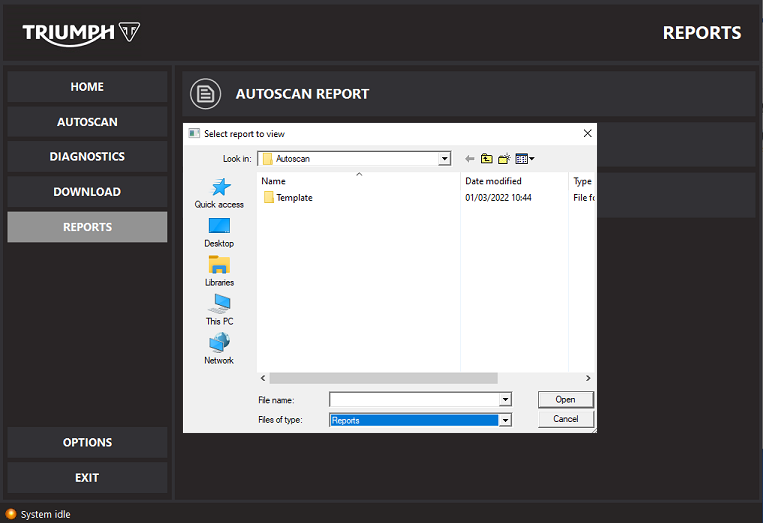 TRIUMPH
REPORTS
HOME
AUTOSCAN
DIAGNOSTICS
DOWNLOAD
REPORTS
OPTIONS
EXIT
AUTOSCAN REPORT
Select report to view
Look in: Autoscan
Quick access
Desktop
Libraries
This PC
Network
Name Date modified Type
Template 01/03/2022 10:44 File fo
File name: Open
Files of type: Reports Cancel
System idle